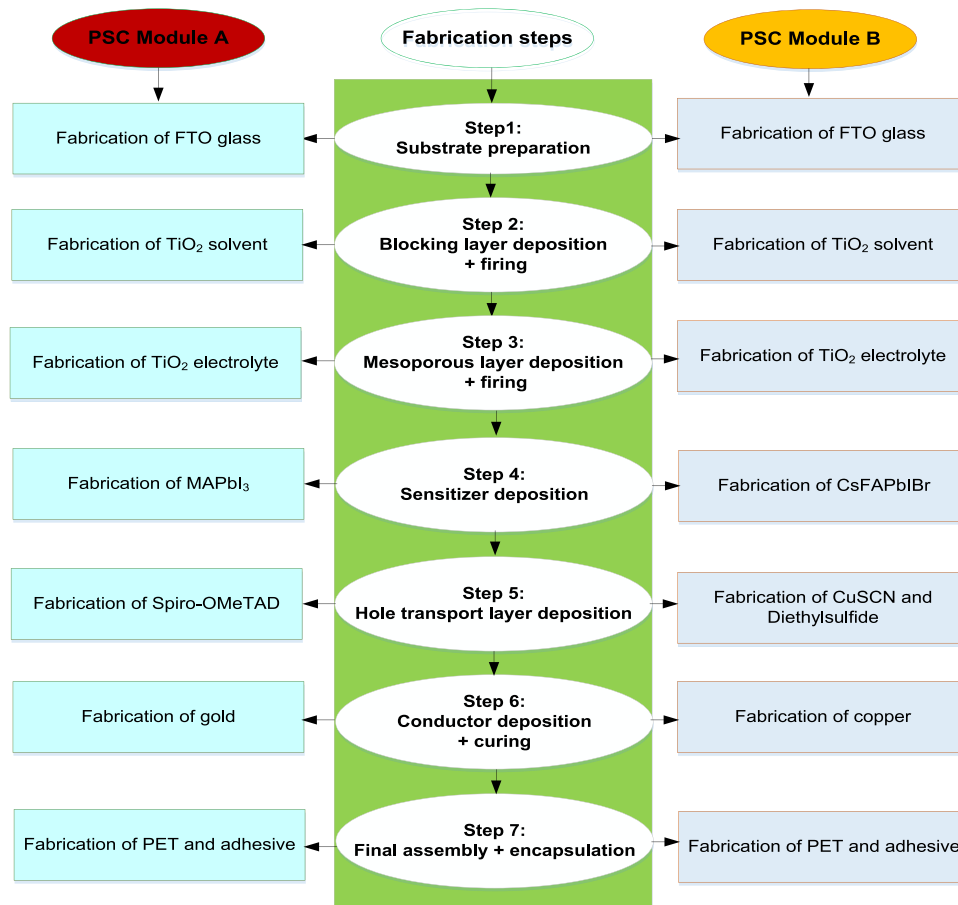 PSC Module A
Fabrication steps
PSC Module B
Fabrication of FTO glass
Step1:
Substrate preparation
Fabrication of FTO glass
Fabrication of TiO₂ solvent
Step 2:
Blocking layer deposition
+ firing
Fabrication of TiO₂ solvent
Fabrication of TiO₂ electrolyte
Step 3:
Mesoporous layer deposition
+ firing
Fabrication of TiO₂ electrolyte
Fabrication of MAPbI₃
Step 4:
Sensitizer deposition
Fabrication of CsFAPbIBr
Fabrication of Spiro-OMeTAD
Step 5:
Hole transport layer deposition
Fabrication of CuSCN and
Diethylsulfide
Fabrication of gold
Step 6:
Conductor deposition
+ curing
Fabrication of copper
Fabrication of PET and adhesive
Step 7:
Final assembly + encapsulation
Fabrication of PET and adhesive